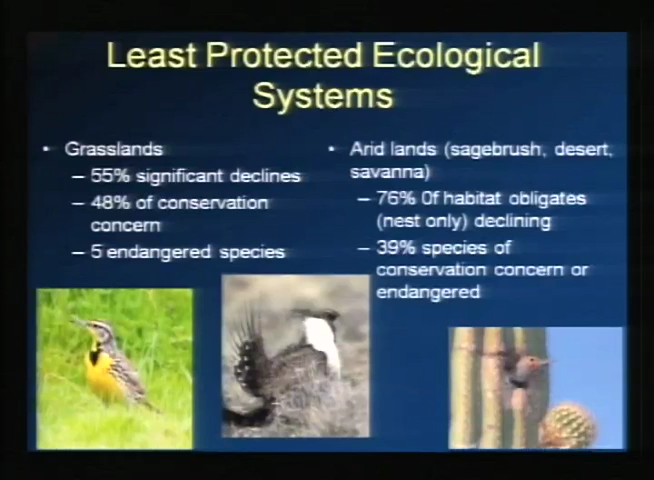 Least Protected Ecological
Systems
• Grasslands
– 55% significant declines
– 48% of conservation
concern
– 5 endangered species
• Arid lands (sagebrush, desert,
savanna)
– 76% 0f habitat obligates
(nest only) declining
– 39% species of
conservation concern or
endangered